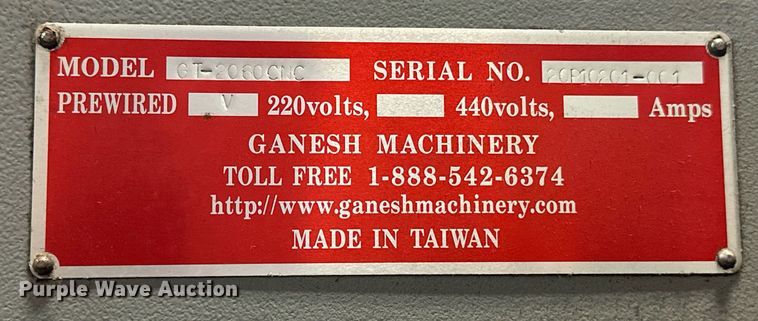 MODEL GT-2060CNC SERIAL NO.
PREWIRED V 220volts, 440volts, Amps
GANESH MACHINERY
TOLL FREE 1-888-542-6374
http://www.ganeshmachinery.com
MADE IN TAIWAN
Purple Wave Auction